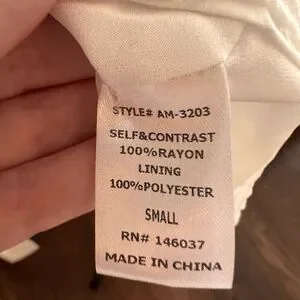 STYLE# AM-3203
SELF&CONTRAST
100%RAYON
LINING
100%POLYESTER
SMALL
RN# 146037
MADE IN CHINA